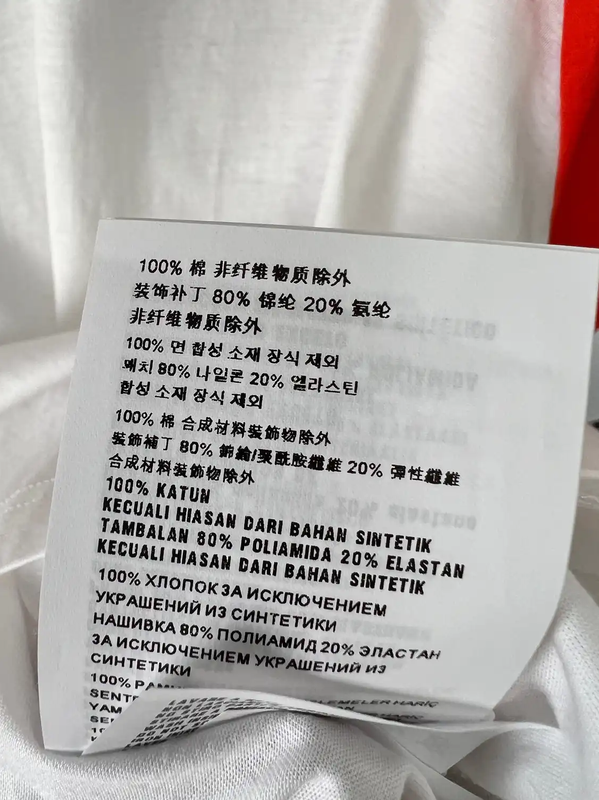 100% 棉 非纤维物质除外
装饰补丁 80% 锦纶 20% 氨纶
非纤维物质除外
100% 면 합성 소재 장식 제외
패치 80% 나일론 20% 엘라스틴
합성 소재 장식 제외
100% 棉 合成材料裝飾物除外
裝飾補丁 80% 錦綸/聚酰胺纖維 20% 彈性纖維
合成材料裝飾物除外
100% KATUN
KECUALI HIASAN DARI BAHAN SINTETIK
TAMBALAN 80% POLIAMIDA 20% ELASTAN
KECUALI HIASAN DARI BAHAN SINTETIK
100% ХЛОПОК ЗА ИСКЛЮЧЕНИЕМ
УКРАШЕНИЙ ИЗ СИНТЕТИКИ
НАШИВКА 80% ПОЛИАМИД 20% ЭЛАСТАН
ЗА ИСКЛЮЧЕНИЕМ УКРАШЕНИЙ ИЗ
СИНТЕТИКИ
100%
HARİÇ